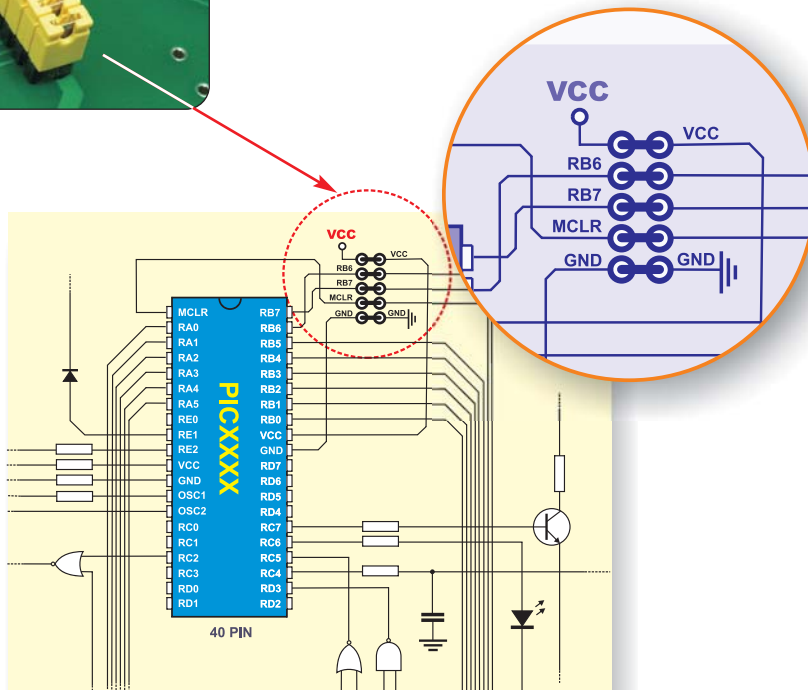 VCC
VCC
RB6
RB7
MCLR
GND
GND
VCC
VCC
RB6
RB7
MCLR
GND
GND
MCLR RB7
RA0 RB6
RA1 RB5
RA2 RB4
RA3 RB3
RA4 RB2
RA5 RB1
RE0 RB0
RE1 VCC
RE2 GND
VCC RD7
GND RD6
OSC1 RD5
OSC2 RD4
RC0 RC7
RC1 RC6
RC2 RC5
RC3 RC4
RD0 RD3
RD1 RD2
PICXXXX
40 PIN